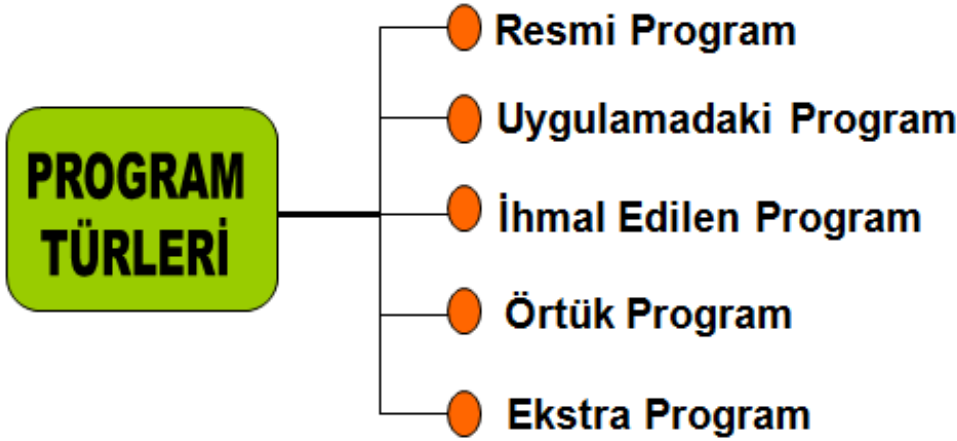 PROGRAM
TÜRLERİ
Resmi Program
Uygulamadaki Program
İhmal Edilen Program
Örtük Program
Ekstra Program